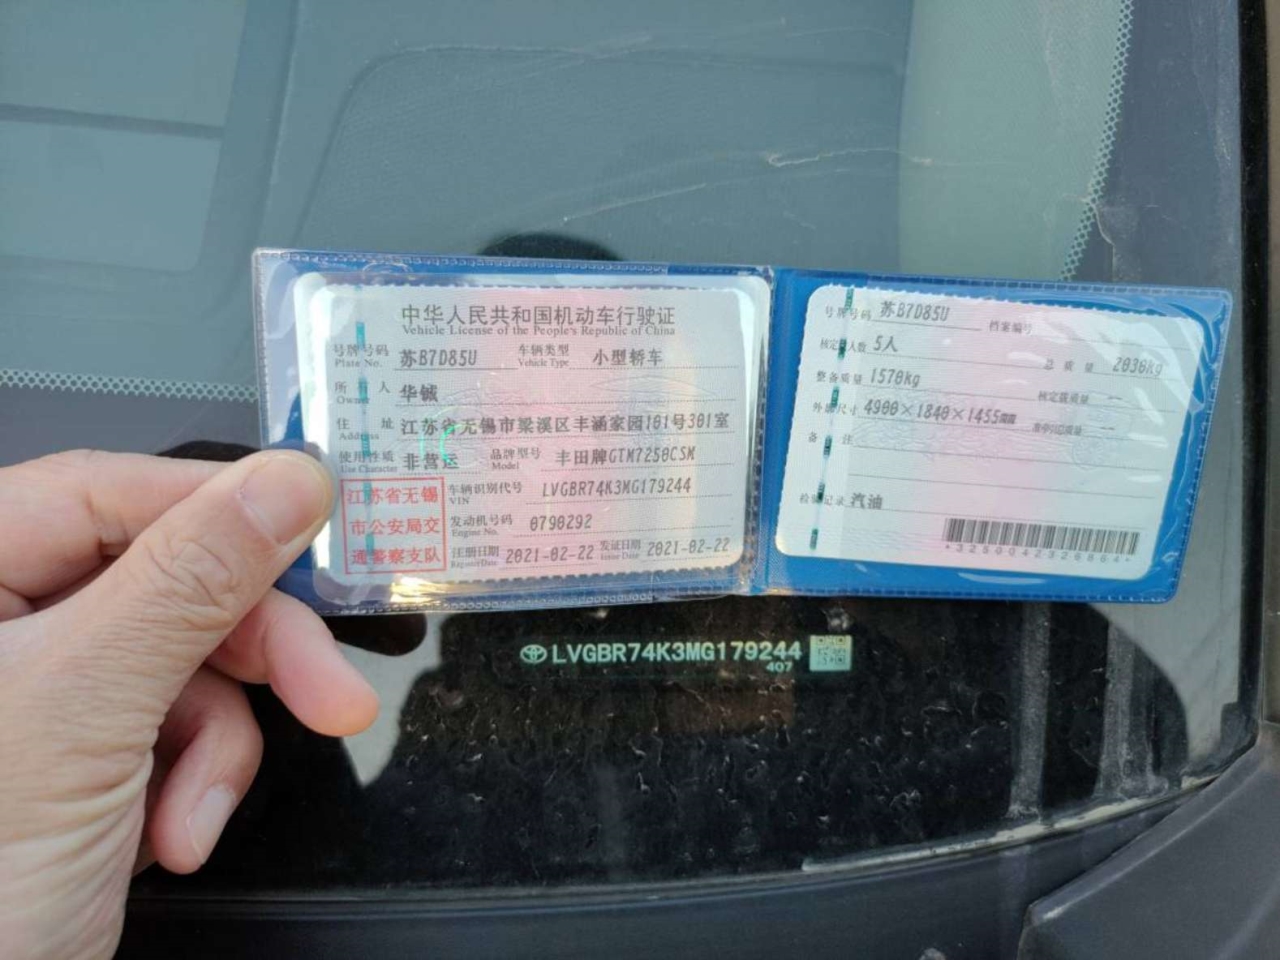 中华人民共和国机动车行驶证
Vehicle License of the People's Republic of China
号牌号码 苏B7D85U 车辆类型 小型轿车
Plate No. Vehicle Type
所有人 华铖
Owner
住址 江苏省无锡市梁溪区丰涵家园101号301室
Address
使用性质 非营运 品牌型号 丰田牌GTM7250CSM
Use Character Model
江苏省无锡
市公安局交
通警察支队
车辆识别代号 LVGBR74K3MG179244
VIN
发动机号码 0790292
Engine No.
注册日期 2021-02-22 发证日期 2021-02-22
Register Date Issue Date
号牌号码 苏B7D85U 档案编号
核定载人数 5人 总质量 2030kg
整备质量 1570kg 核定载质量 --
外廓尺寸 4900×1840×1455mm 准牵引总质量 --
备注
检验记录 汽油
*3250042326864*
LVGBR74K3MG179244
407